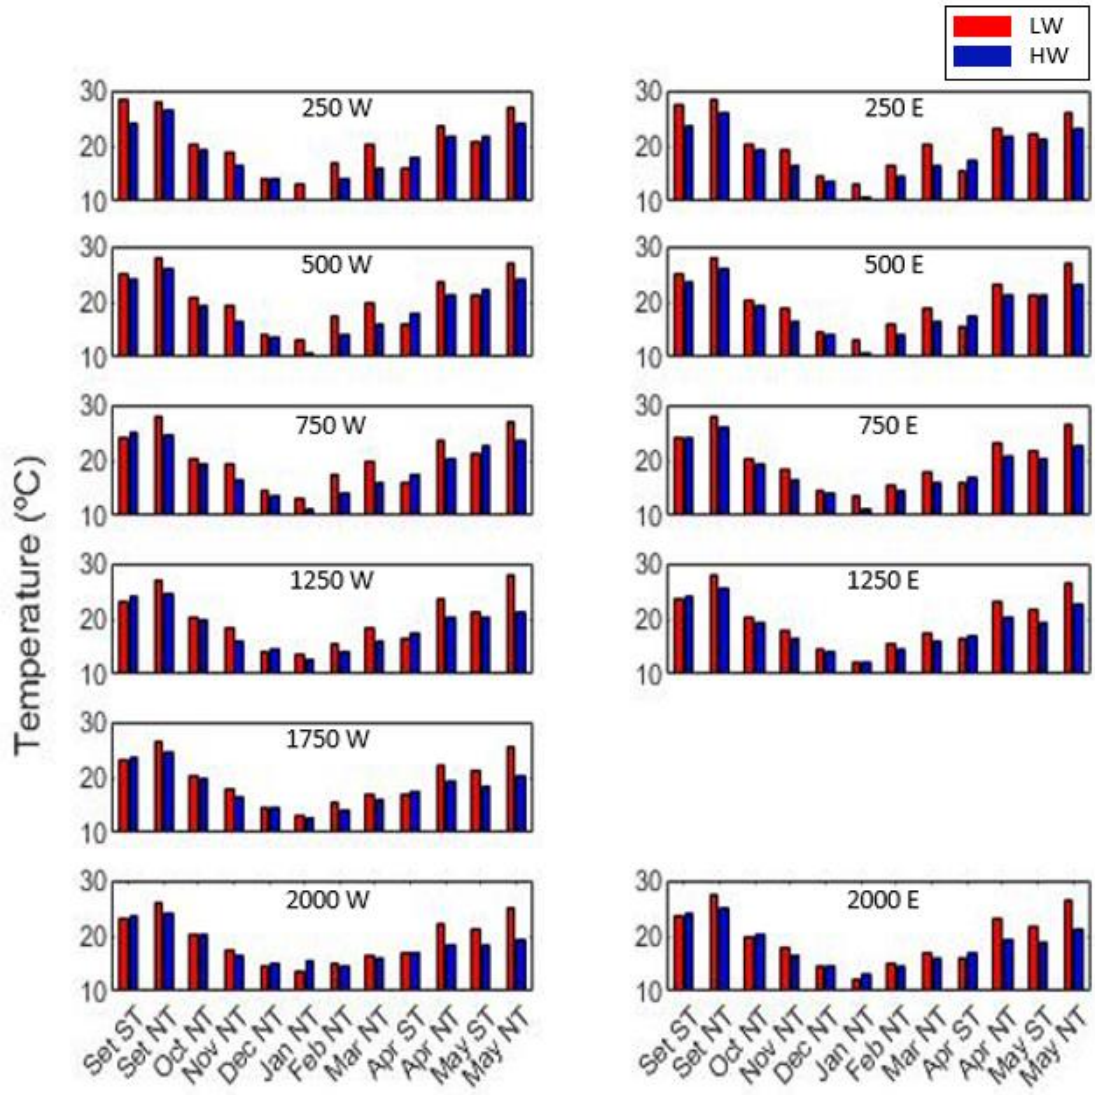 LW
HW
30
250 W
20
10
30
250 E
20
10
30
500 W
20
10
30
500 E
20
10
30
750 W
20
10
30
750 E
20
10
30
1250 W
20
10
30
1250 E
20
10
30
1750 W
20
10
30
2000 W
20
10
30
2000 E
20
10
Temperature (ºC)
Set ST
Set NT
Oct NT
Nov NT
Dec NT
Jan NT
Feb NT
Mar NT
Apr ST
Apr NT
May ST
May NT
Set ST
Set NT
Oct NT
Nov NT
Dec NT
Jan NT
Feb NT
Mar NT
Apr ST
Apr NT
May ST
May NT